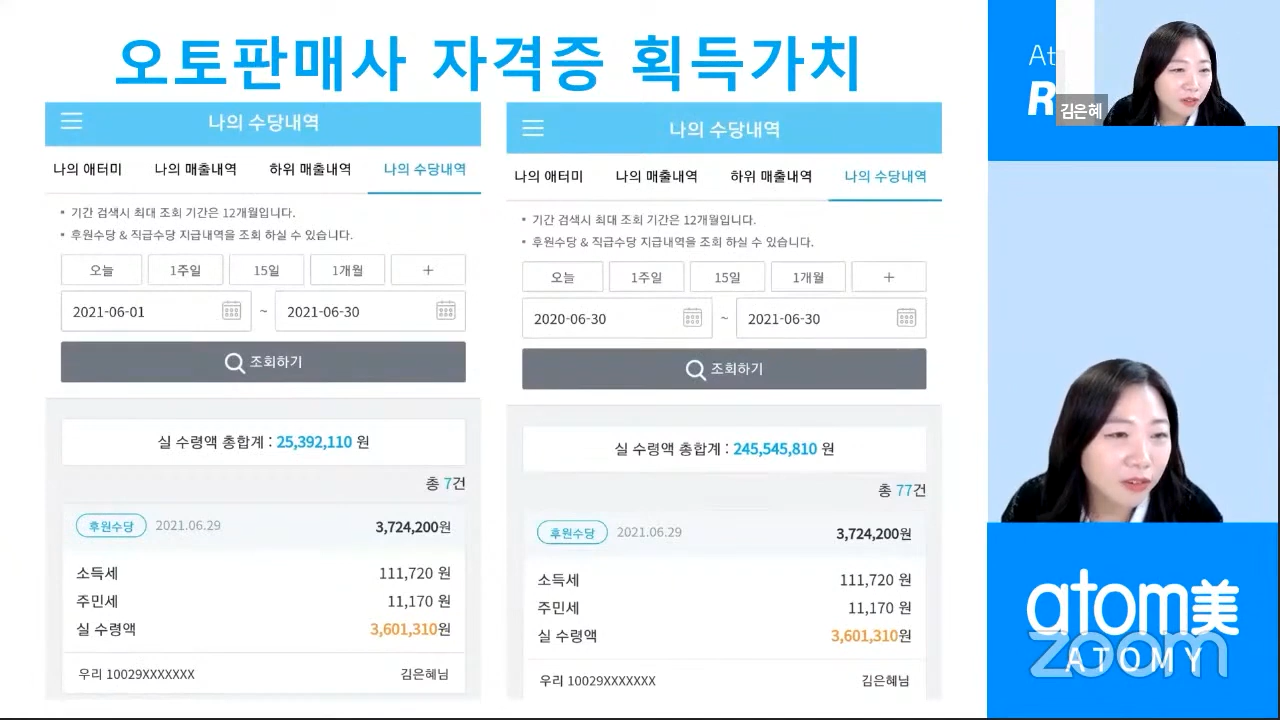 오토판매사 자격증 획득가치
나의 수당내역
나의 애터미 나의 매출내역 하위 매출내역 나의 수당내역
▪ 기간 검색시 최대 조회 기간은 12개월입니다.
▪ 후원수당 & 직급수당 지급내역을 조회 하실 수 있습니다.
오늘 1주일 15일 1개월 +
2021-06-01 ~ 2021-06-30
조회하기
실 수령액 총합계 : 25,392,110 원
총 7건
후원수당 2021.06.29 3,724,200원
소득세 111,720 원
주민세 11,170 원
실 수령액 3,601,310원
우리 10029XXXXXXX 김은혜님
나의 수당내역
나의 애터미 나의 매출내역 하위 매출내역 나의 수당내역
▪ 기간 검색시 최대 조회 기간은 12개월입니다.
▪ 후원수당 & 직급수당 지급내역을 조회 하실 수 있습니다.
오늘 1주일 15일 1개월 +
2020-06-30 ~ 2021-06-30
조회하기
실 수령액 총합계 : 245,545,810 원
총 77건
후원수당 2021.06.29 3,724,200원
소득세 111,720 원
주민세 11,170 원
실 수령액 3,601,310원
우리 10029XXXXXXX 김은혜님
At
R
김은혜
atom美
zoom
ATOMY